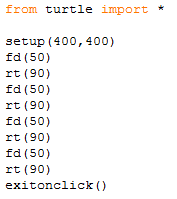 from turtle import *
setup(400,400)
fd(50)
rt(90)
fd(50)
rt(90)
fd(50)
rt(90)
fd(50)
rt(90)
exitonclick()